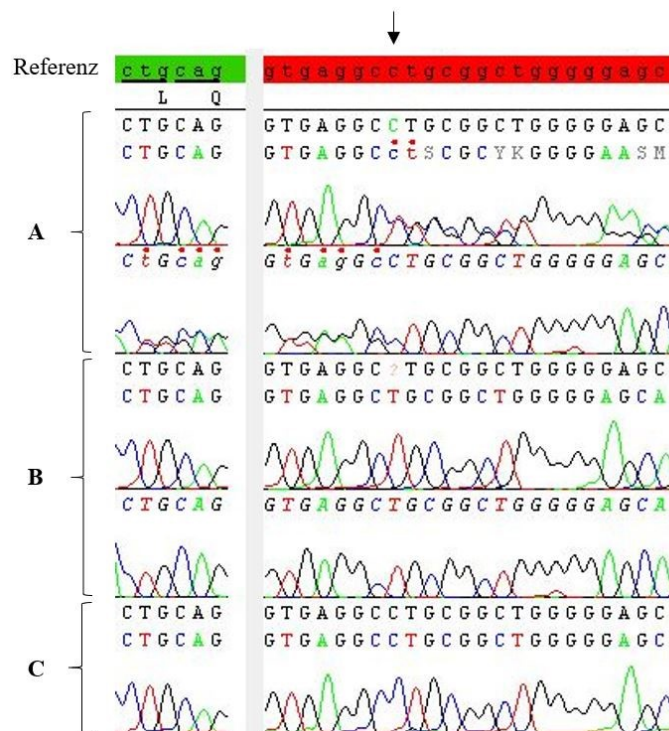 Referenz ctgcag gtgaggcctgcggctgggggagc
L Q
CTGCAG GTGAGGCCTGCGGCTGGGGGAGC
CTGCAG GTGAGGCctSCGCYKGGGGAASM
A
CtGcag GtGagGcCTGCGGCTGGGGGAGC
CTGCAG GTGAGGC?TGCGGCTGGGGGAGC
CTGCAG GTGAGGCTGCGGCTGGGGGAGCA
B
CTGCAG GTGAGGCTGCGGCTGGGGGAGCA
CTGCAG GTGAGGCCTGCGGCTGGGGGAGC
CTGCAG GTGAGGCCTGCGGCTGGGGGAGC
C